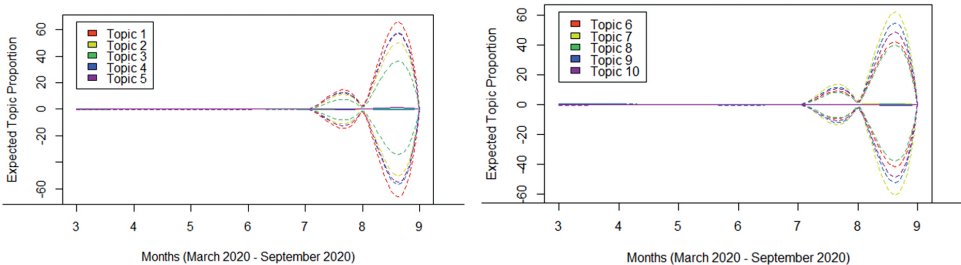 Expected Topic Proportion
60
40
20
0
-20
-60
Topic 1
Topic 2
Topic 3
Topic 4
Topic 5
3 4 5 6 7 8 9
Months (March 2020 - September 2020)
Expected Topic Proportion
60
40
20
0
-20
-40
-60
Topic 6
Topic 7
Topic 8
Topic 9
Topic 10
3 4 5 6 7 8 9
Months (March 2020 - September 2020)